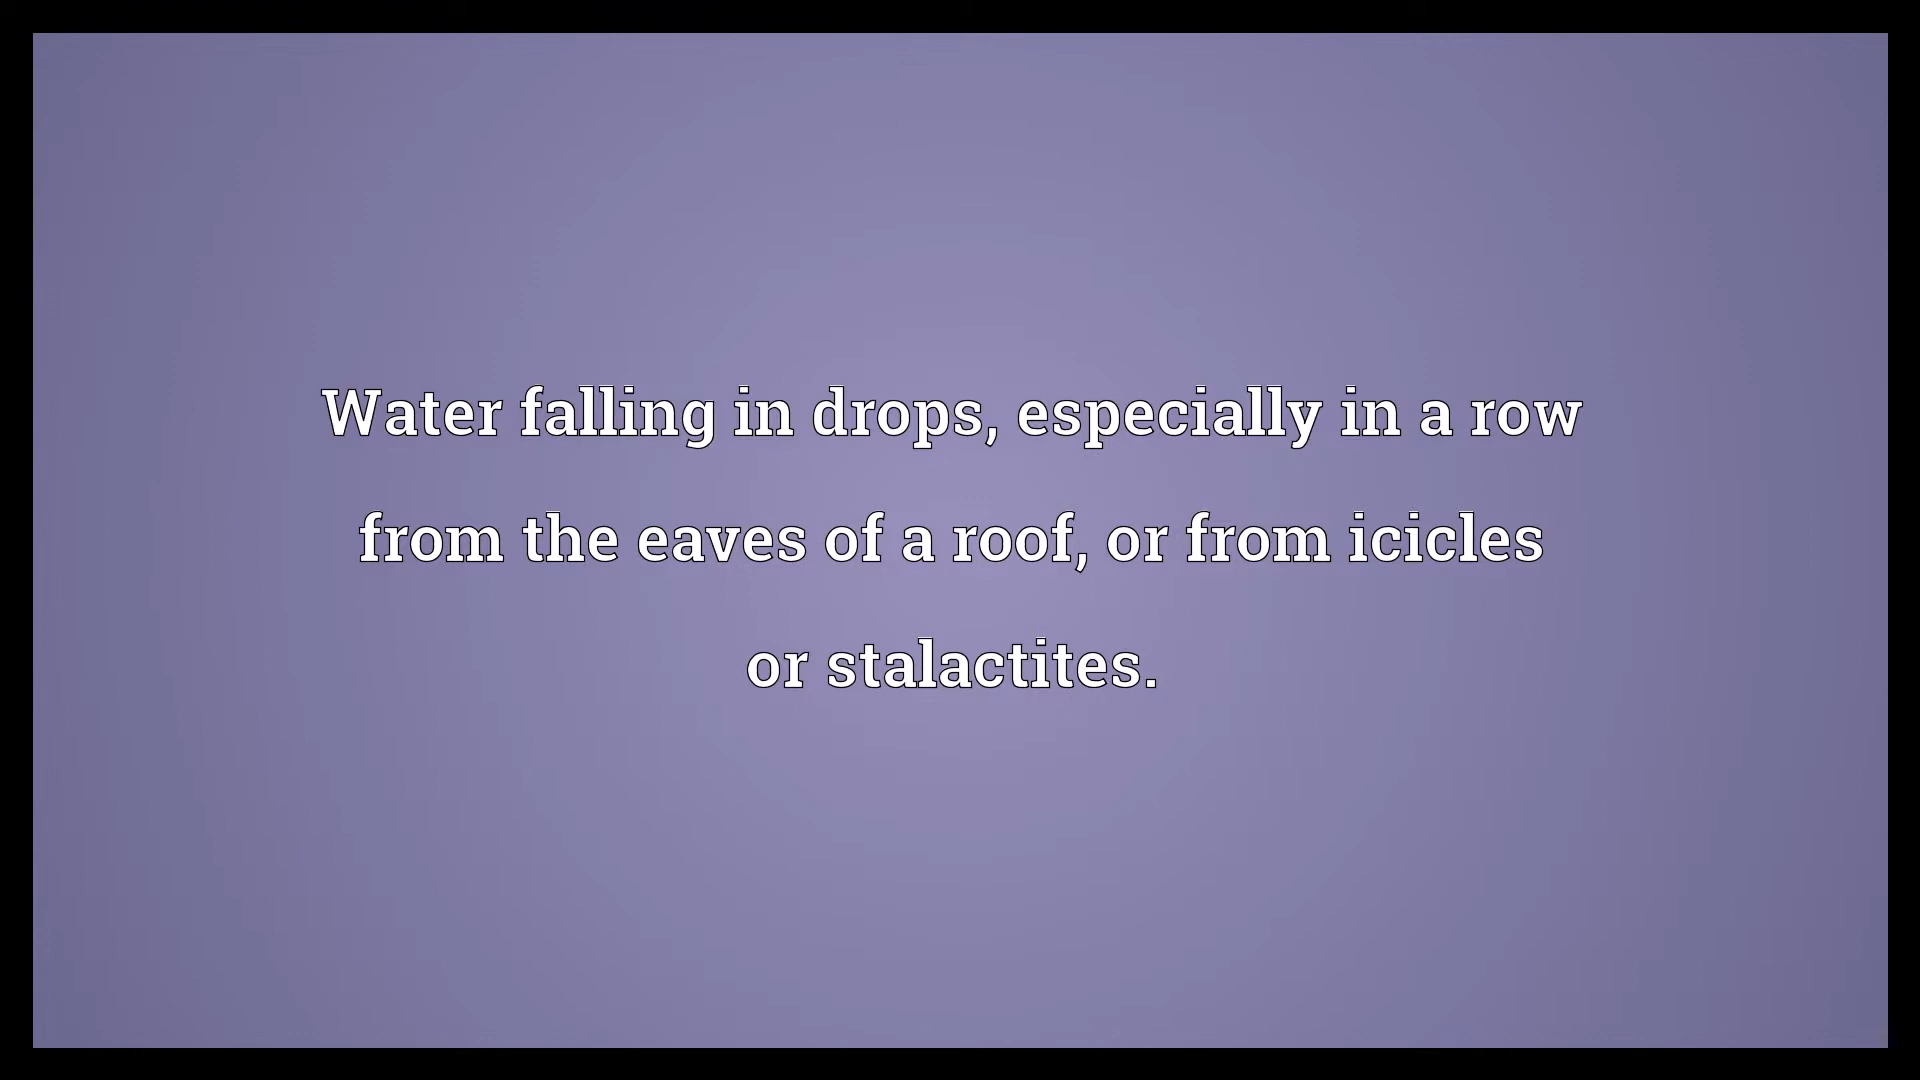 Water falling in drops, especially in a row
from the eaves of a roof, or from icicles
or stalactites.